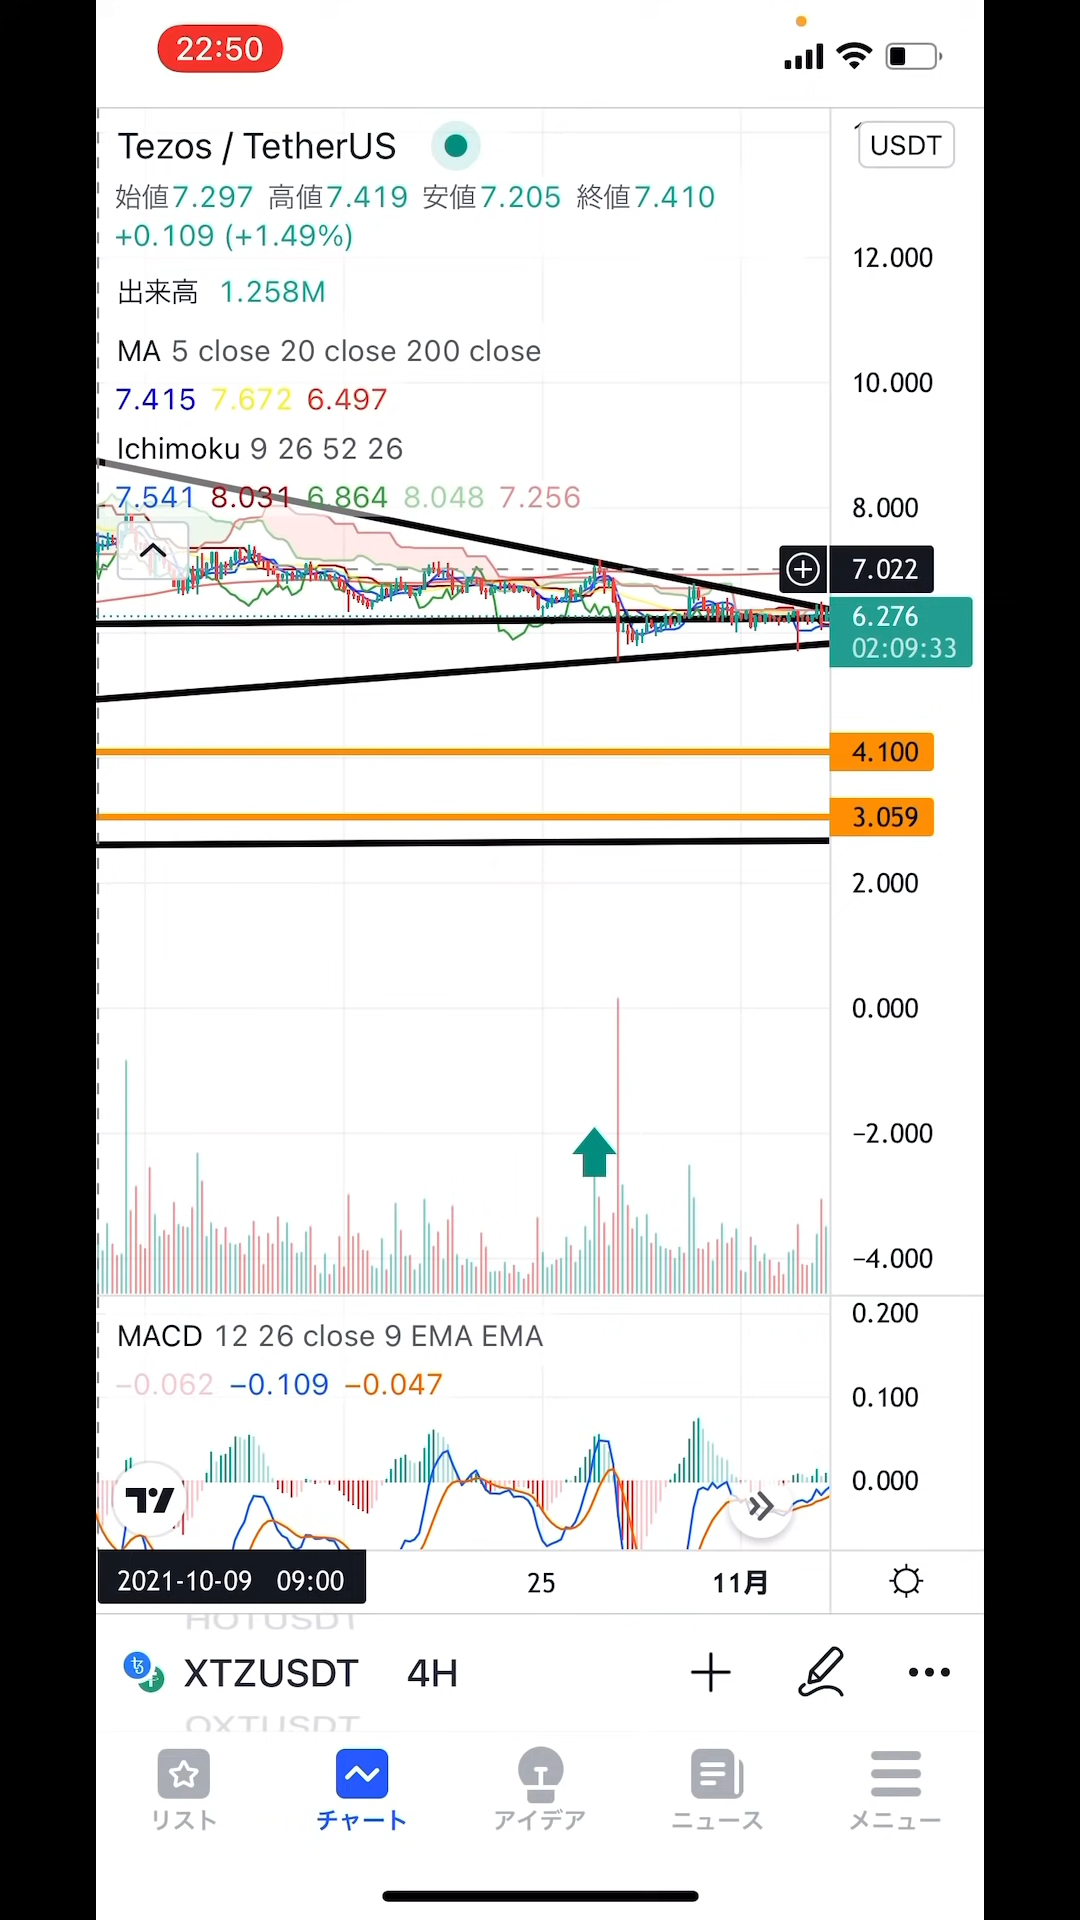 22:50
Tezos / TetherUS
USDT
始値7.297 高値7.419 安値7.205 終値7.410
+0.109 (+1.49%)
12.000
出来高 1.258M
MA 5 close 20 close 200 close
10.000
7.415 7.672 6.497
Ichimoku 9 26 52 26
7.541 8.031 6.864 8.048 7.256
8.000
7.022
6.276
02:09:33
4.100
3.059
2.000
0.000
−2.000
−4.000
0.200
MACD 12 26 close 9 EMA EMA
−0.062 −0.109 −0.047
0.100
0.000
2021-10-09 09:00
25
11月
HOTUSDT
XTZUSDT 4H
OXTUSDT
リスト
チャート
アイデア
ニュース
メニュー